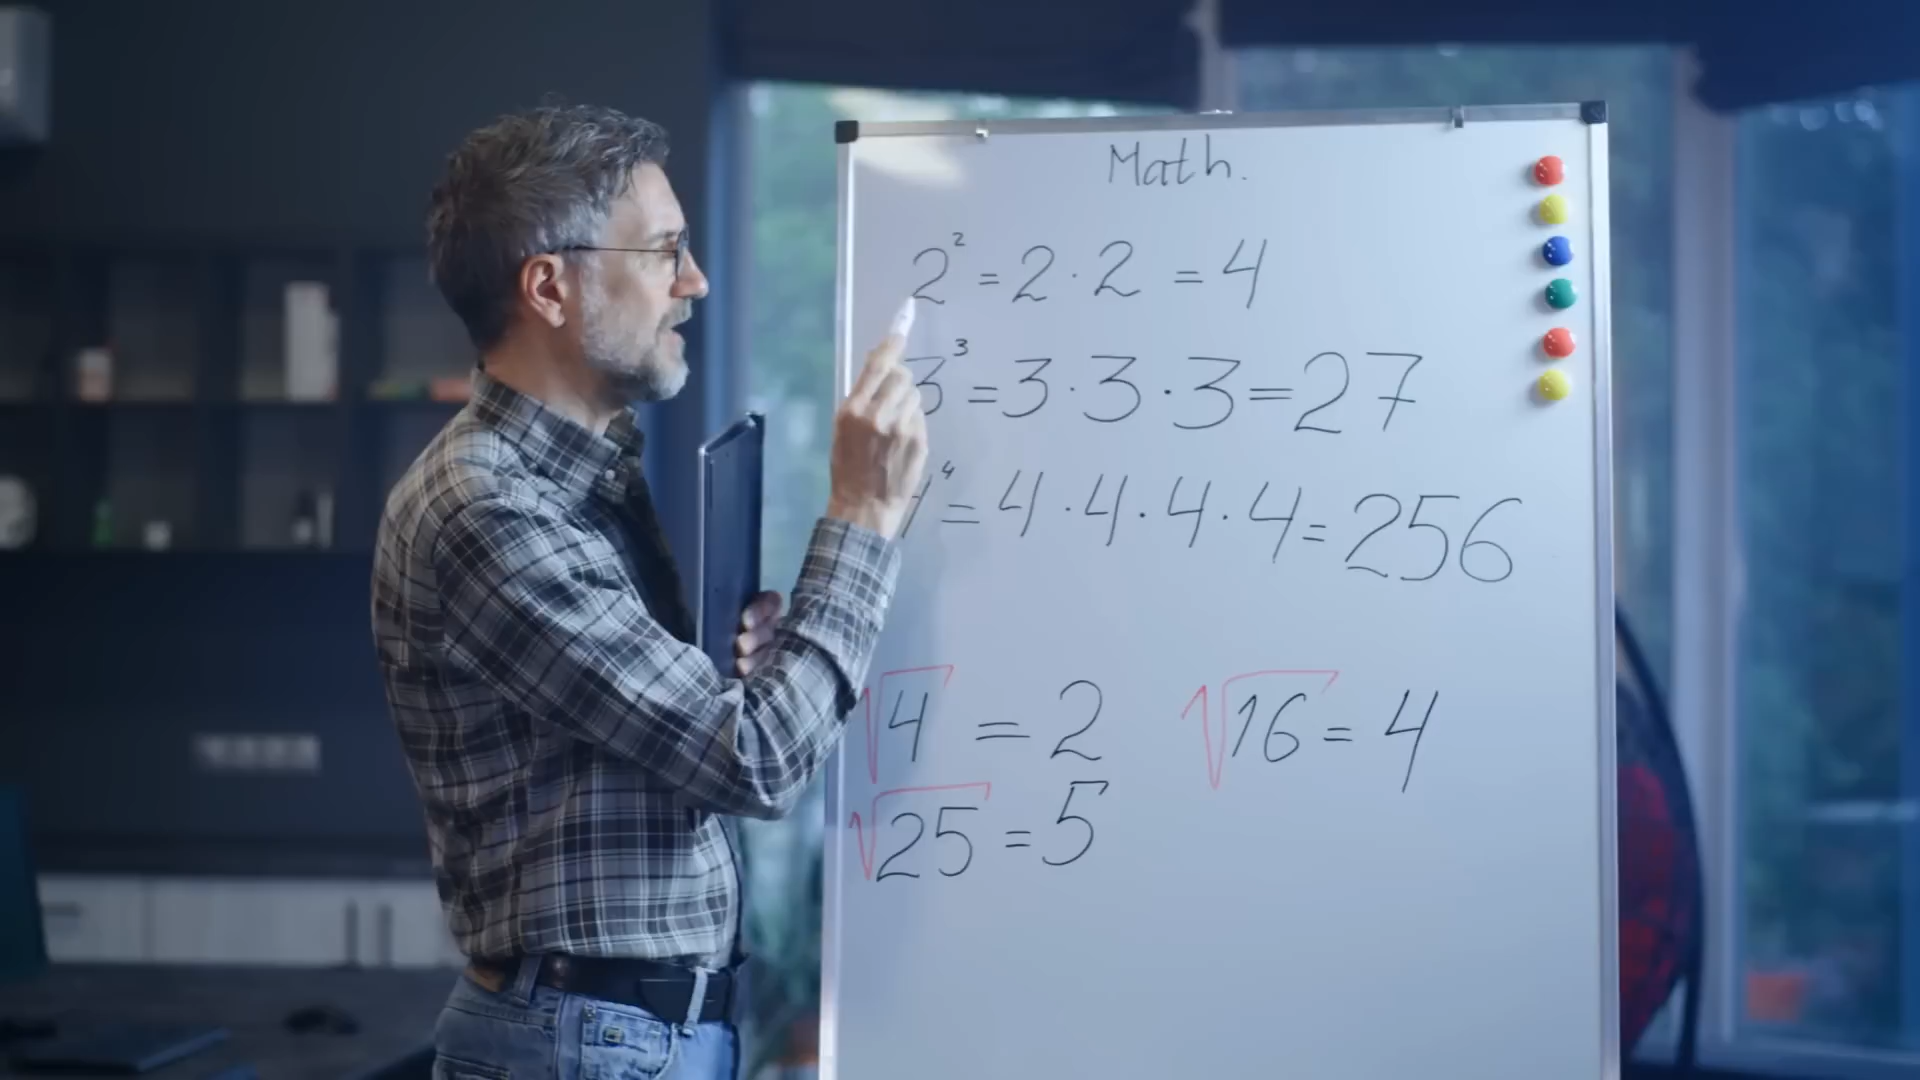 Math.
2² = 2 · 2 = 4
3³ = 3 · 3 · 3 = 27
4⁴ = 4 · 4 · 4 · 4 = 256
√4 = 2 √16 = 4
√25 = 5